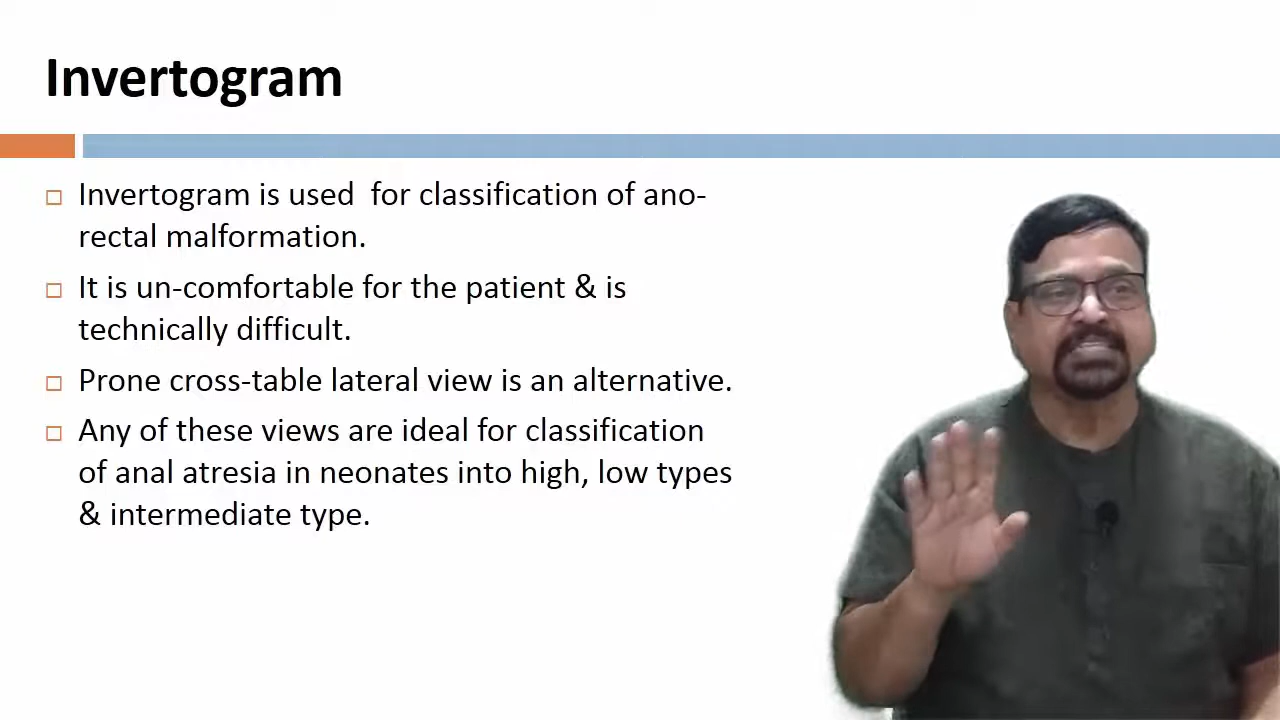 Invertogram
Invertogram is used  for classification of ano-
rectal malformation.
It is un-comfortable for the patient & is
technically difficult.
Prone cross-table lateral view is an alternative.
Any of these views are ideal for classification
of anal atresia in neonates into high, low types
& intermediate type.